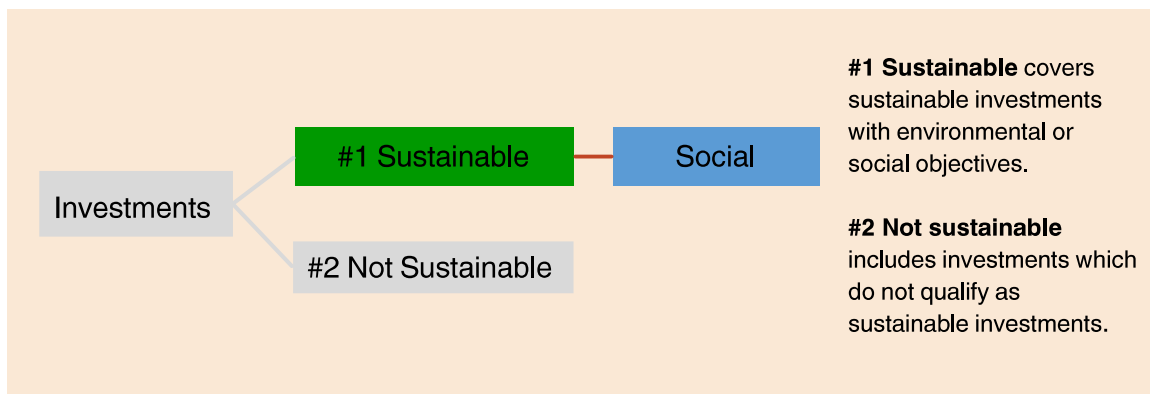 Investments
#1 Sustainable
Social
#2 Not Sustainable
#1 Sustainable covers
sustainable investments
with environmental or
social objectives.
#2 Not sustainable
includes investments which
do not qualify as
sustainable investments.